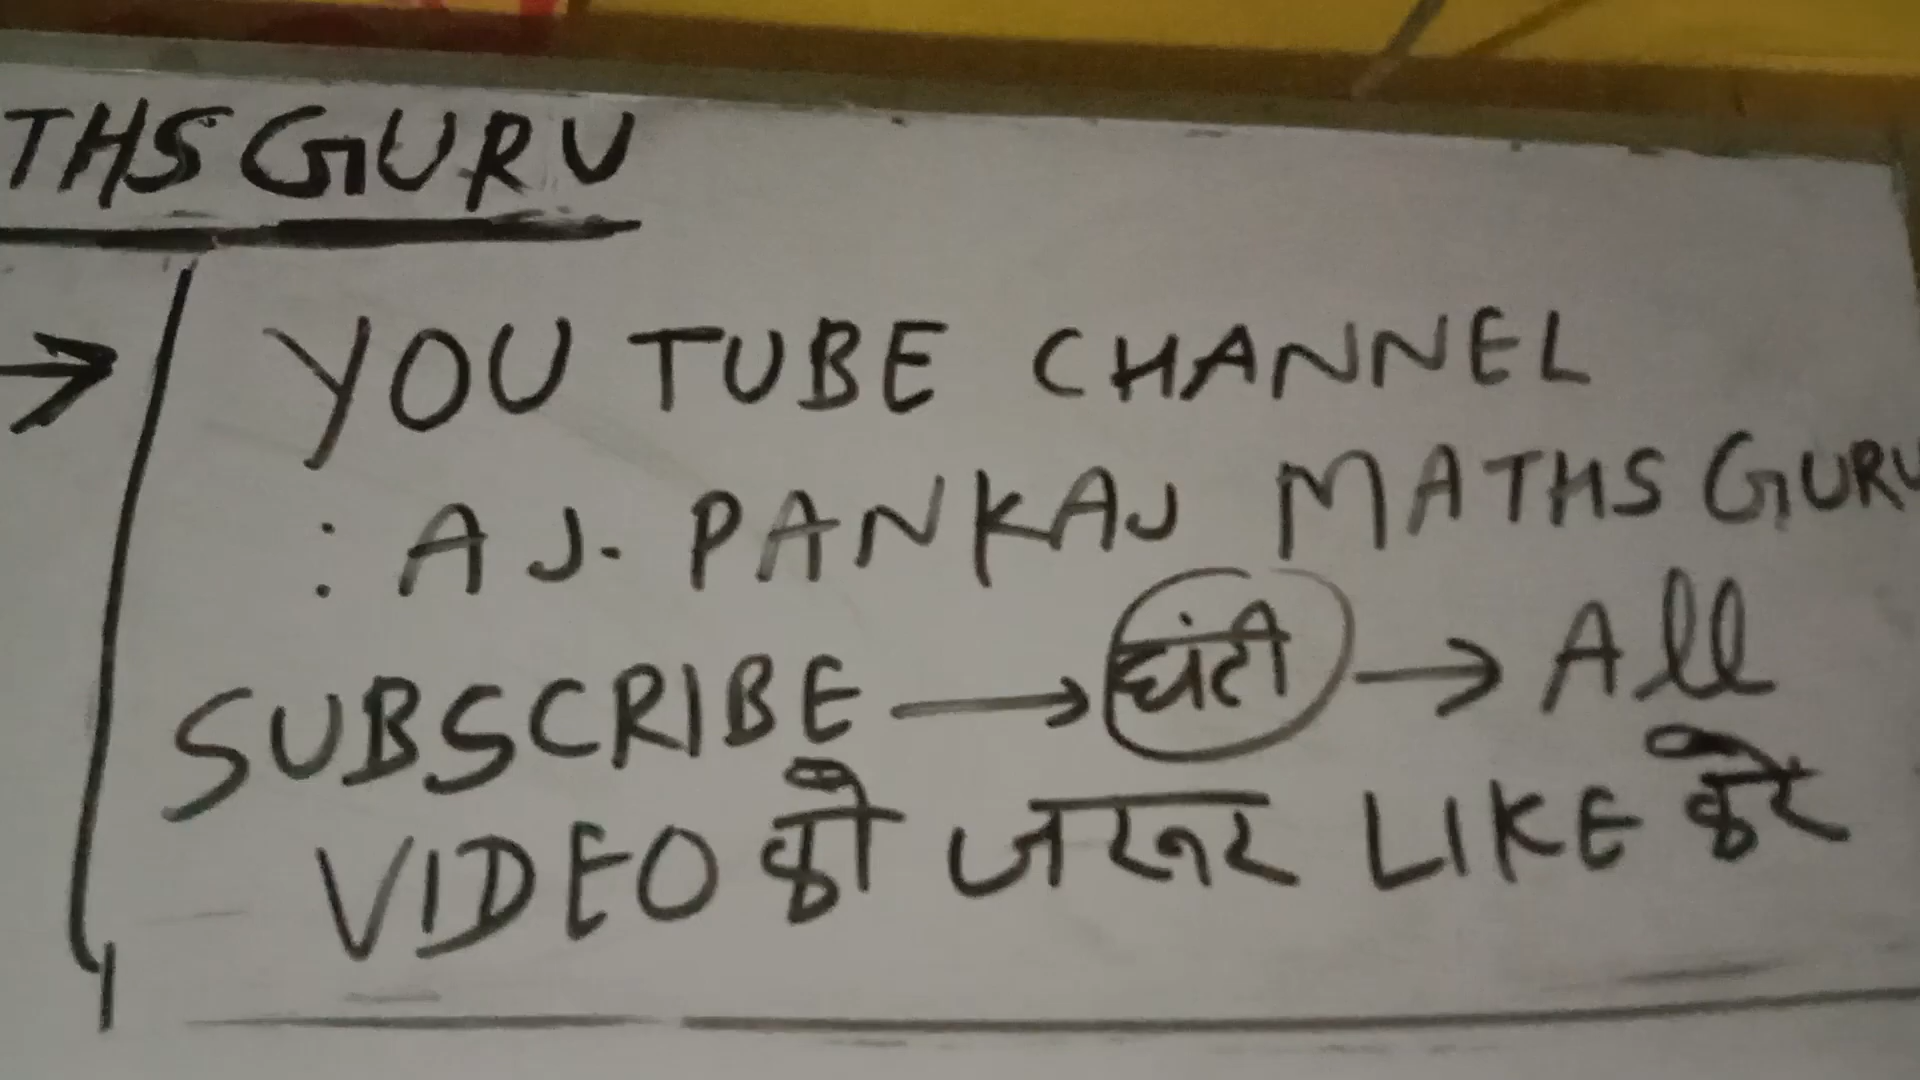 THS GURU
YOU TUBE CHANNEL
: A J. PANKAJ MATHS GURU
SUBSCRIBE → घंटी → All
VIDEO को जरूर LIKE करें